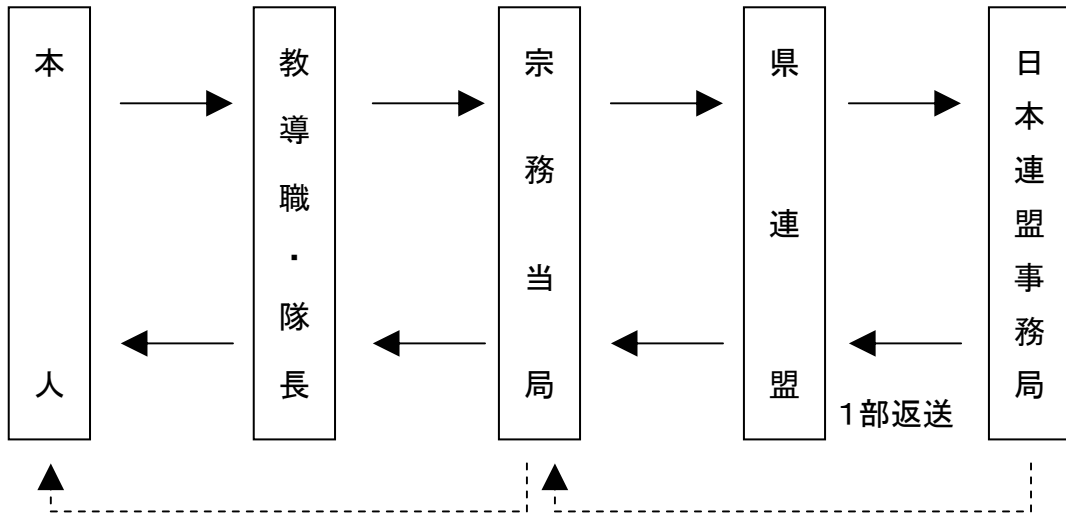 本人
教導職・隊長
宗務当局
県連盟
日本連盟事務局
1部返送